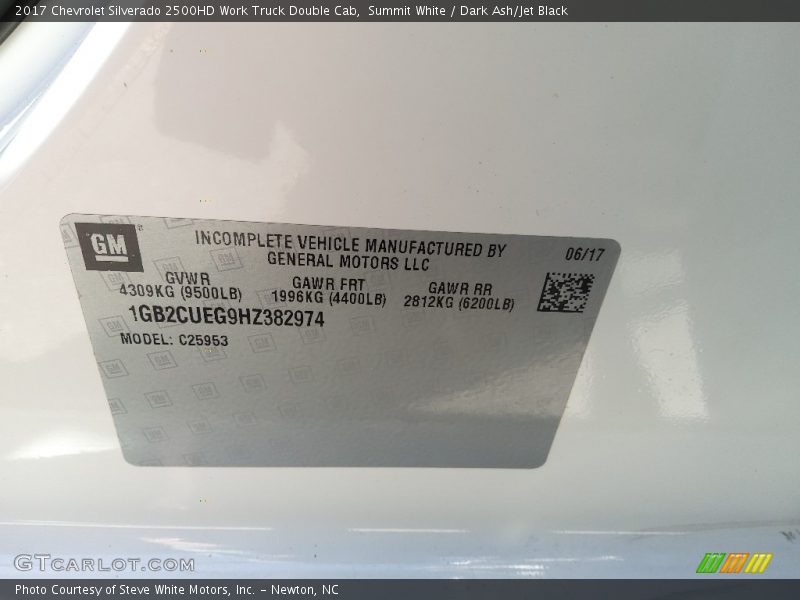 2017 Chevrolet Silverado 2500HD Work Truck Double Cab, Summit White / Dark Ash/Jet Black
GM
INCOMPLETE VEHICLE MANUFACTURED BY
GENERAL MOTORS LLC
06/17
GVWR GAWR FRT GAWR RR
4309KG (9500LB) 1996KG (4400LB) 2812KG (6200LB)
1GB2CUEG9HZ382974
MODEL: C25953
GTcarlot.com
Photo Courtesy of Steve White Motors, Inc. – Newton, NC